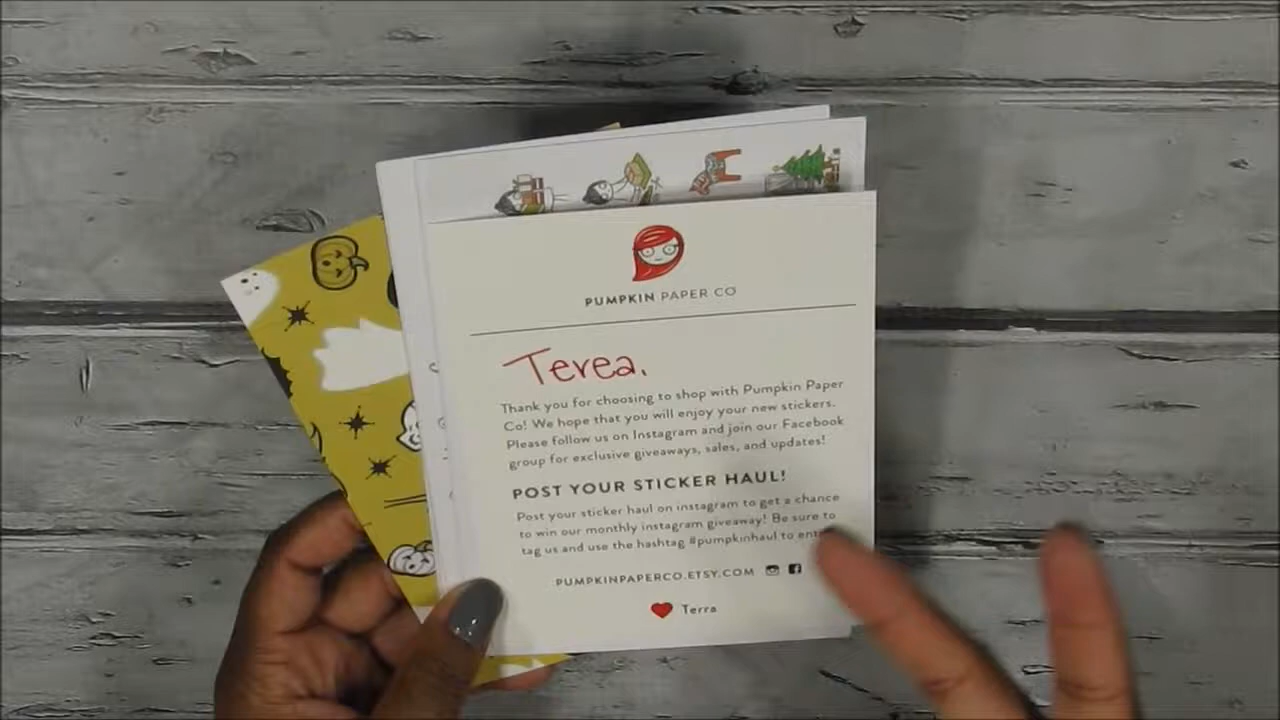 PUMPKIN PAPER CO
Terea,
Thank you for choosing to shop with Pumpkin Paper
Co! We hope that you will enjoy your new stickers.
Please follow us on Instagram and join our Facebook
group for exclusive giveaways, sales, and updates!
POST YOUR STICKER HAUL!
Post your sticker haul on instagram to get a chance
to win our monthly instagram giveaway! Be sure to
tag us and use the hashtag #pumpkinhaul to
PUMPKINPAPERCO.ETSY.COM
Terra